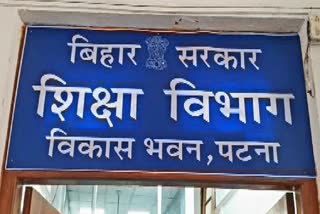 बिहार सरकार
शिक्षा विभाग
विकास भवन, पटना